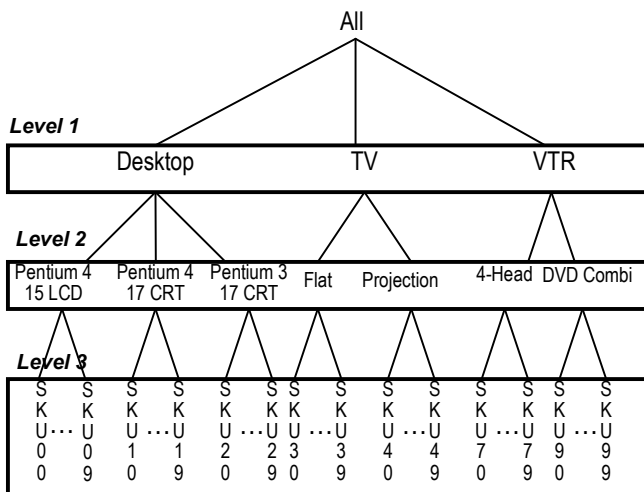 All
Level 1
Desktop TV VTR
Level 2
Pentium 4 15 LCD
Pentium 4 17 CRT
Pentium 3 17 CRT
Flat
Projection
4-Head
DVD Combi
Level 3
SKU00 ... SKU09
SKU10 ... SKU19
SKU20 ... SKU29
SKU30 ... SKU39
SKU40 ... SKU49
SKU70 ... SKU79
SKU90 ... SKU99